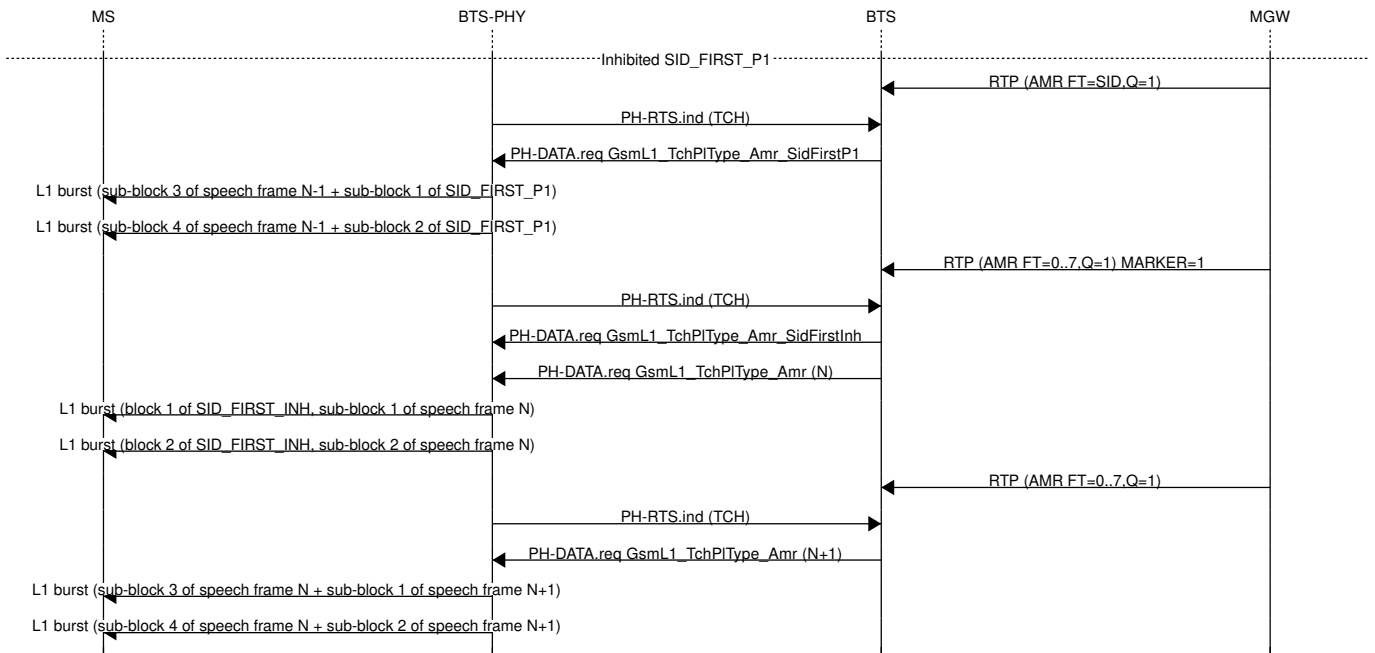 MS BTS-PHY BTS MGW
Inhibited SID_FIRST_P1
RTP (AMR FT=SID,Q=1)
PH-RTS.ind (TCH)
PH-DATA.req GsmL1_TchPlType_Amr_SidFirstP1
L1 burst (sub-block 3 of speech frame N-1 + sub-block 1 of SID_FIRST_P1)
L1 burst (sub-block 4 of speech frame N-1 + sub-block 2 of SID_FIRST_P1)
RTP (AMR FT=0..7,Q=1) MARKER=1
PH-RTS.ind (TCH)
PH-DATA.req GsmL1_TchPlType_Amr_SidFirstInh
PH-DATA.req GsmL1_TchPlType_Amr (N)
L1 burst (block 1 of SID_FIRST_INH, sub-block 1 of speech frame N)
L1 burst (block 2 of SID_FIRST_INH, sub-block 2 of speech frame N)
RTP (AMR FT=0..7,Q=1)
PH-RTS.ind (TCH)
PH-DATA.req GsmL1_TchPlType_Amr (N+1)
L1 burst (sub-block 3 of speech frame N + sub-block 1 of speech frame N+1)
L1 burst (sub-block 4 of speech frame N + sub-block 2 of speech frame N+1)